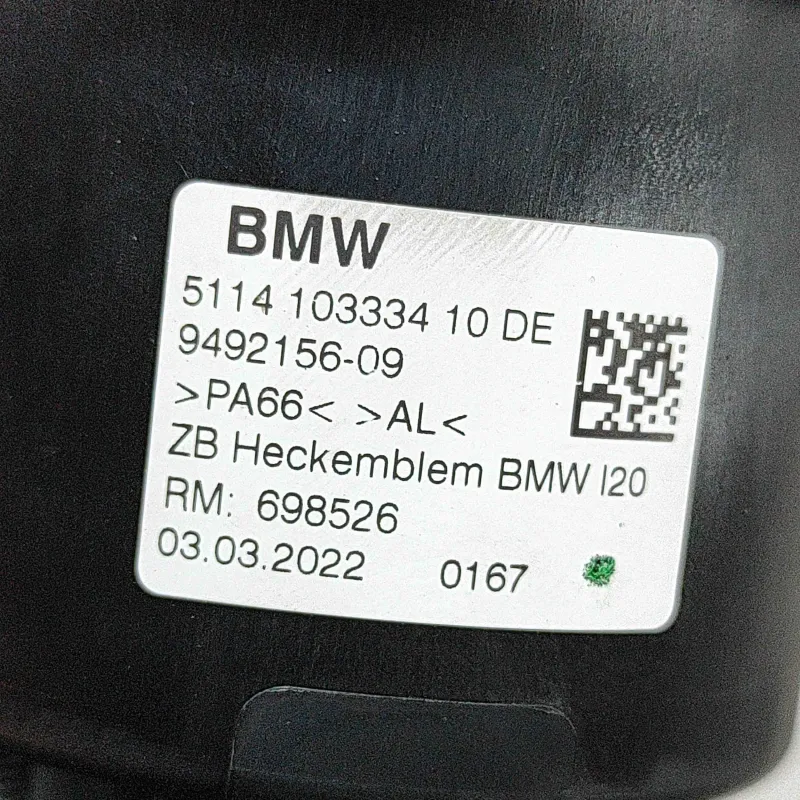 BMW
5114 103334 10 DE
9492156-09
>PA66< >AL<
ZB Heckemblem BMW I20
RM: 698526
03.03.2022 0167